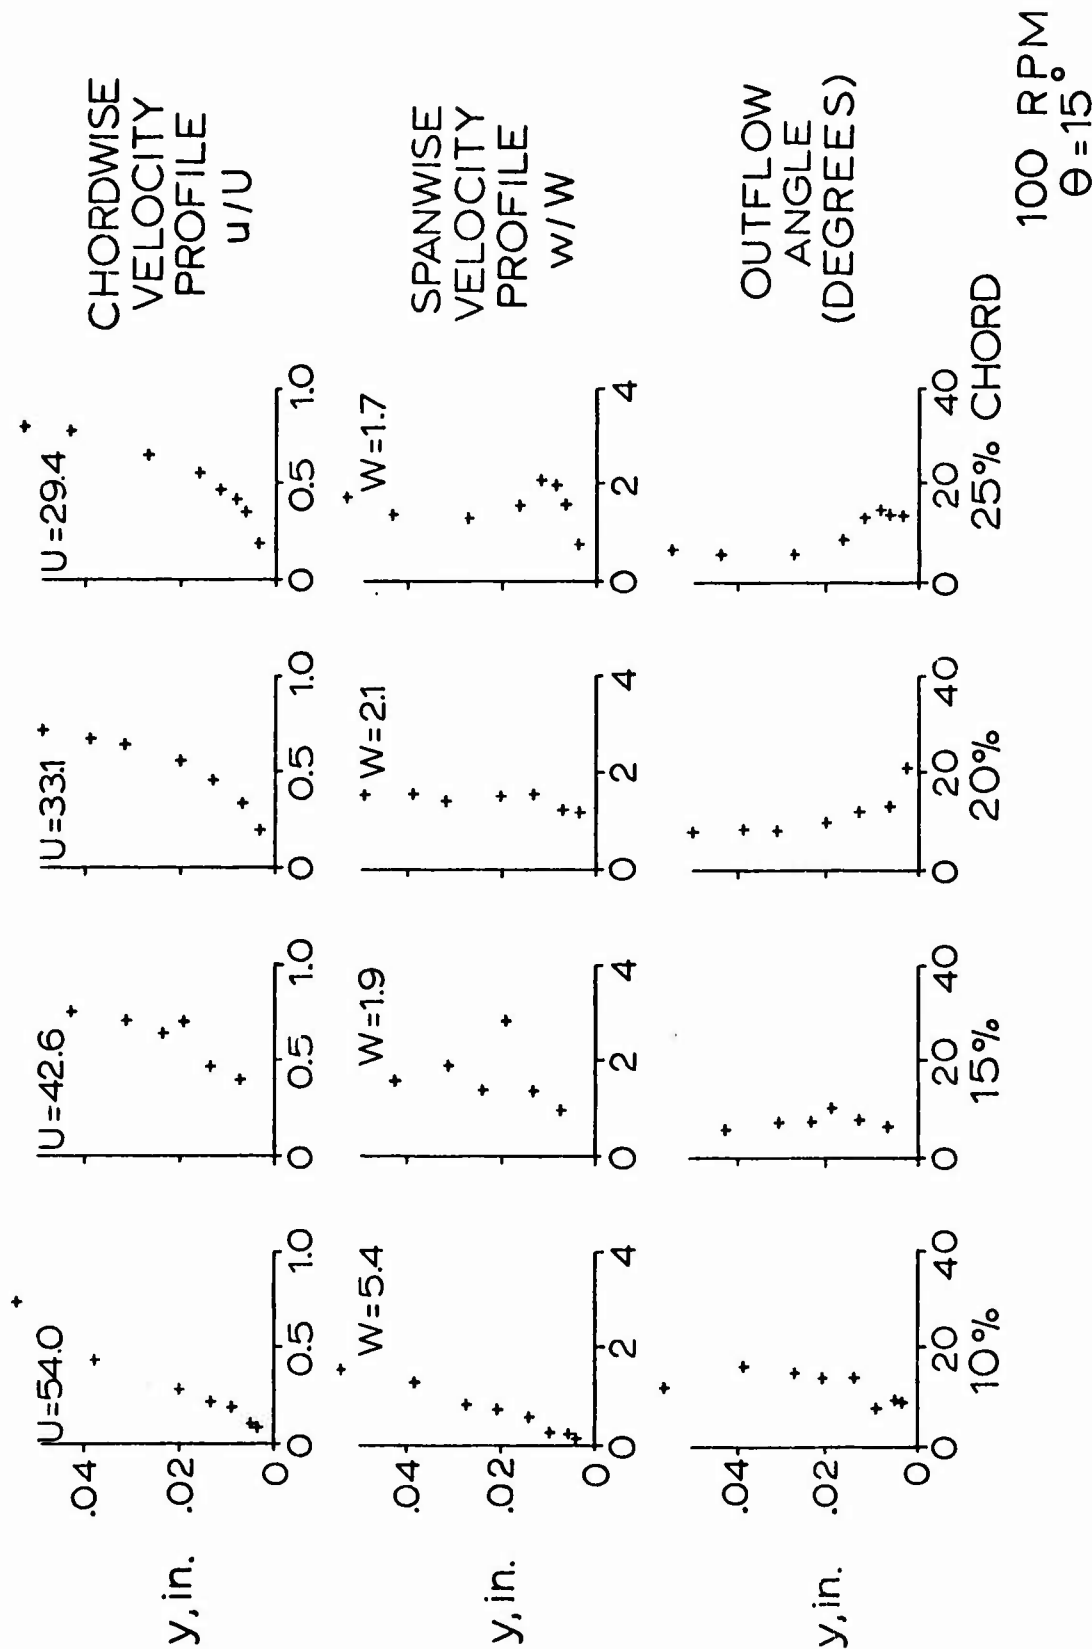 y, in.
.04
.02
0
U=54.0
0
0.5
1.0
U=42.6
0
0.5
1.0
U=33.1
0
0.5
1.0
U=29.4
0
0.5
1.0
CHORDWISE
VELOCITY
PROFILE
u/U
y, in.
.04
.02
0
W=5.4
0
2
4
W=1.9
0
2
4
W=2.1
0
2
4
W=1.7
0
2
4
SPANWISE
VELOCITY
PROFILE
w/W
y, in.
.04
.02
0
0
20
40
10%
0
20
40
15%
0
20
40
20%
0
20
40
25% CHORD
OUTFLOW
ANGLE
(DEGREES)
100 RPM
Θ=15°